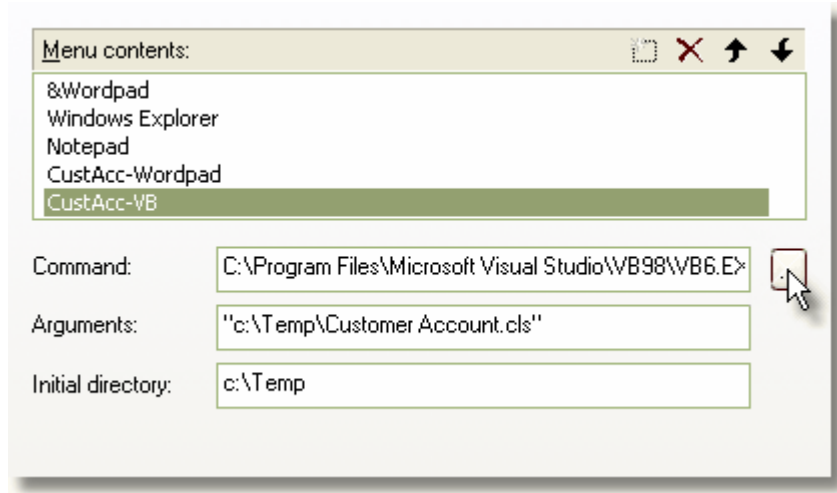 Menu contents:
&Wordpad
Windows Explorer
Notepad
CustAcc-Wordpad
CustAcc-VB
Command: C:\Program Files\Microsoft Visual Studio\VB98\VB6.EX
Arguments: "c:\Temp\Customer Account.cls"
Initial directory: c:\Temp